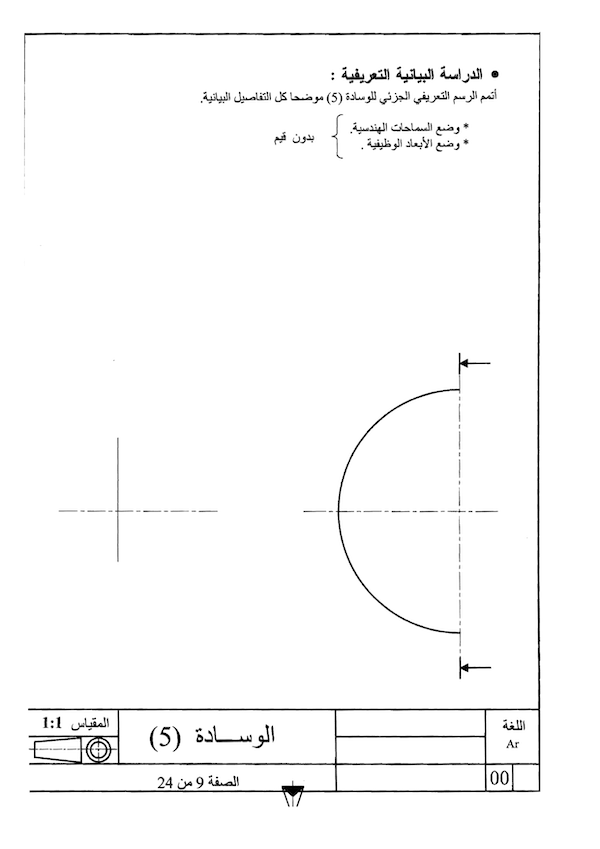 • الدراسة البيانية التعريفية :
أتمم الرسم التعريفي الجزئي للوسادة (5) موضحا كل التفاصيل البيانية.
* وضع السماحات الهندسية.
* وضع الأبعاد الوظيفية .
بدون قيم
المقياس 1:1
الوســـادة (5)
اللغة
Ar
الصفة 9 من 24
00